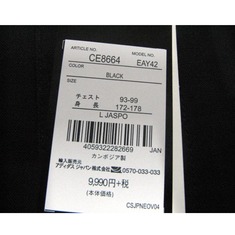 ARTICLE NO. MODEL NO.
CE8664 EAY42
COLOR
BLACK
チェスト 93-99
身 長 172-178
L JASPO
4059322282669 JAN
カンボジア製
輸入販売元
アディダス ジャパン株式会社 0570-033-033
9,990円+税
(本体価格)
CSJPNEOV04